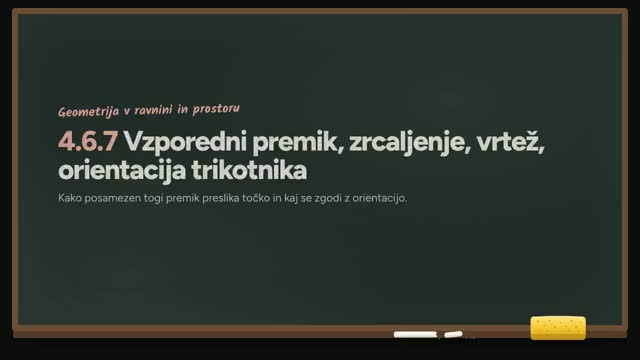 Geometrija v ravnini in prostoru
4.6.7 Vzporedni premik, zrcaljenje, vrtež,
orientacija trikotnika
Kako posamezen togi premik preslika točko in kaj se zgodi z orientacijo.